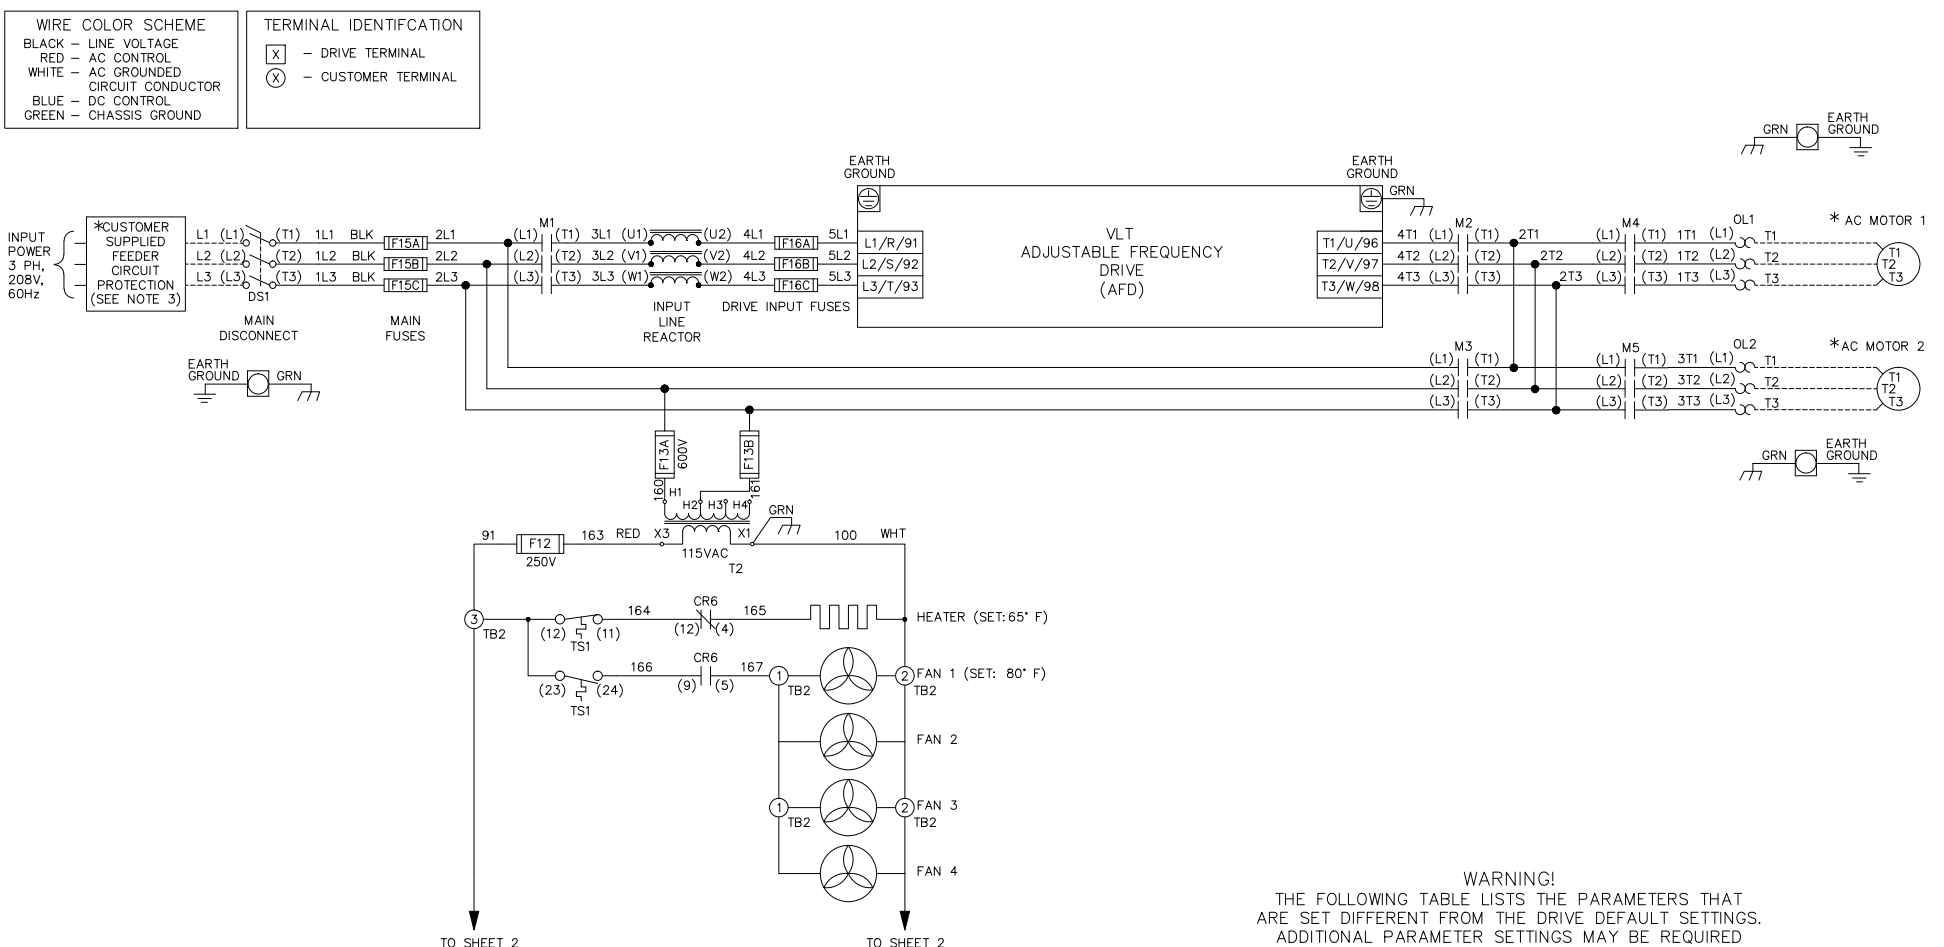 WIRE COLOR SCHEME
BLACK – LINE VOLTAGE
RED – AC CONTROL
WHITE – AC GROUNDED
CIRCUIT CONDUCTOR
BLUE – DC CONTROL
GREEN – CHASSIS GROUND
TERMINAL IDENTIFCATION
X – DRIVE TERMINAL
X – CUSTOMER TERMINAL
GRN
EARTH
GROUND
EARTH
GROUND
EARTH
GROUND
GRN
INPUT
POWER
3 PH,
208V,
60Hz
*CUSTOMER
SUPPLIED
FEEDER
CIRCUIT
PROTECTION
(SEE NOTE 3)
L1 (L1) (T1) 1L1 BLK F15A 2L1 (L1) M1 (T1) 3L1 (U1) (U2) 4L1 F16A 5L1 L1/R/91
L2 (L2) (T2) 1L2 BLK F15B 2L2 (L2) (T2) 3L2 (V1) (V2) 4L2 F16B 5L2 L2/S/92
L3 (L3) (T3) 1L3 BLK F15C 2L3 (L3) (T3) 3L3 (W1) (W2) 4L3 F16C 5L3 L3/T/93
DS1
MAIN
DISCONNECT
MAIN
FUSES
INPUT
LINE
REACTOR
DRIVE INPUT FUSES
VLT
ADJUSTABLE FREQUENCY
DRIVE
(AFD)
T1/U/96 4T1 (L1) M2 (T1) 2T1 (L1) M4 (T1) 1T1 (L1) OL1 T1
T2/V/97 4T2 (L2) (T2) 2T2 (L2) (T2) 1T2 (L2) T2
T3/W/98 4T3 (L3) (T3) 2T3 (L3) (T3) 1T3 (L3) T3
* AC MOTOR 1
T1
T2
T3
EARTH
GROUND
GRN
(L1) M3 (T1) (L1) M5 (T1) 3T1 (L1) OL2 T1
(L2) (T2) (L2) (T2) 3T2 (L2) T2
(L3) (T3) (L3) (T3) 3T3 (L3) T3
*AC MOTOR 2
T1
T2
T3
GRN
EARTH
GROUND
F13A
600V
F13B
160
161
H1
H2
H3
H4
GRN
91 F12 163 RED X3 X1 100 WHT
250V
115VAC
T2
3
TB2
(12) (11)
TS1
164
CR6
(12) (4)
165
HEATER (SET:65° F)
(23) (24)
TS1
166
CR6
(9) (5)
167
1
TB2
2
TB2
FAN 1 (SET: 80° F)
FAN 2
1
TB2
2
TB2
FAN 3
FAN 4
TO SHEET 2
TO SHEET 2
WARNING!
THE FOLLOWING TABLE LISTS THE PARAMETERS THAT
ARE SET DIFFERENT FROM THE DRIVE DEFAULT SETTINGS.
ADDITIONAL PARAMETER SETTINGS MAY BE REQUIRED